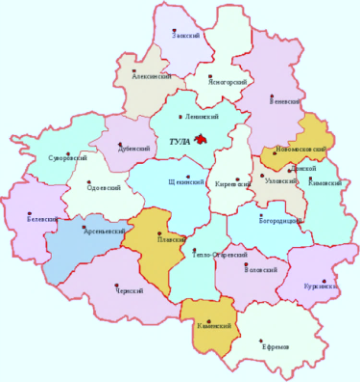 Заокский
Алексинский
Ясногорский
Веневский
Ленинский
ТУЛА
Дубенский
Новомосковский
Суворовский
Донской
Щекинский
Киреевский
Узловский
Кимовский
Одоевский
Белевский
Богородицкий
Арсеньевский
Плавский
Тепло-Огаревский
Воловский
Куркинский
Чернский
Каменский
Ефремов